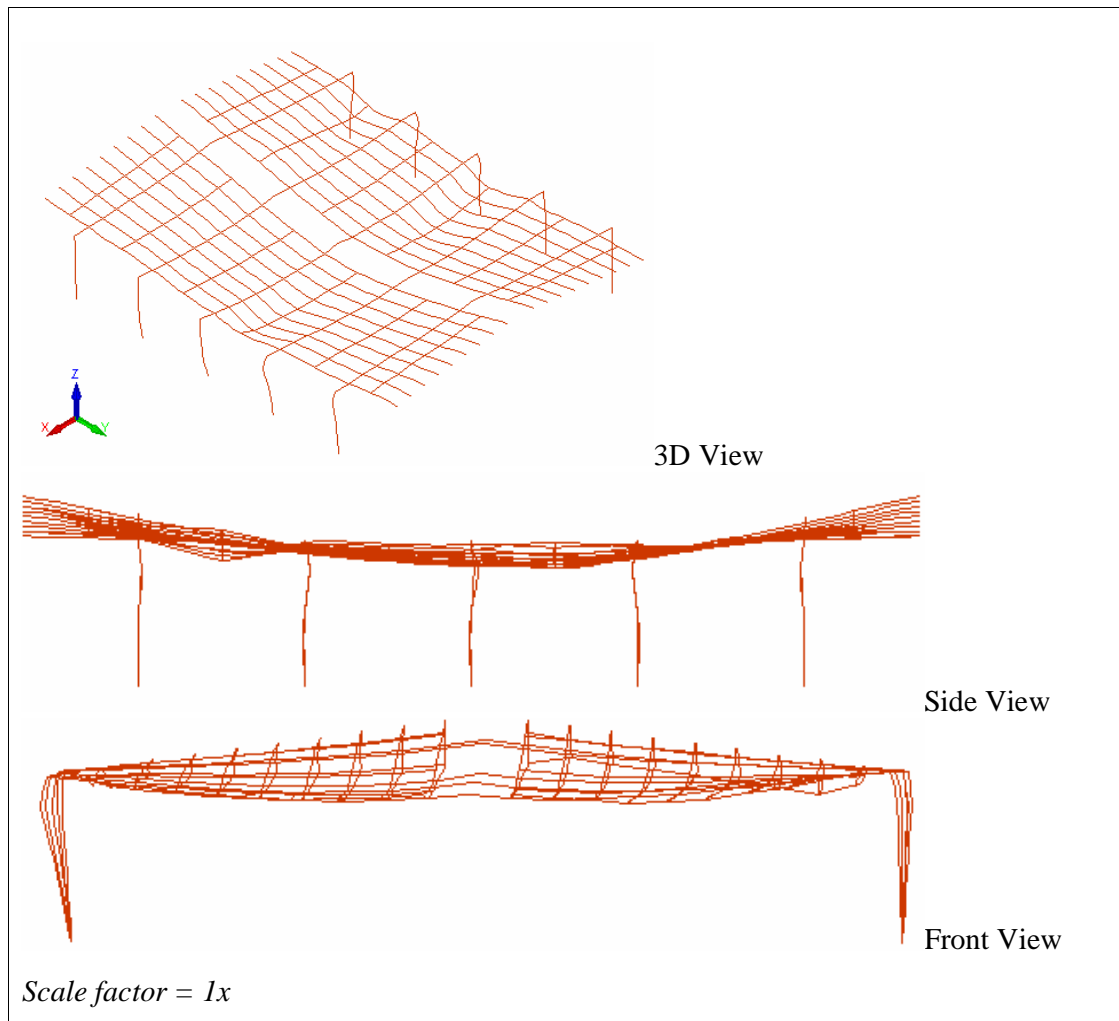 Z
X
Y
3D View
Side View
Front View
Scale factor = 1x